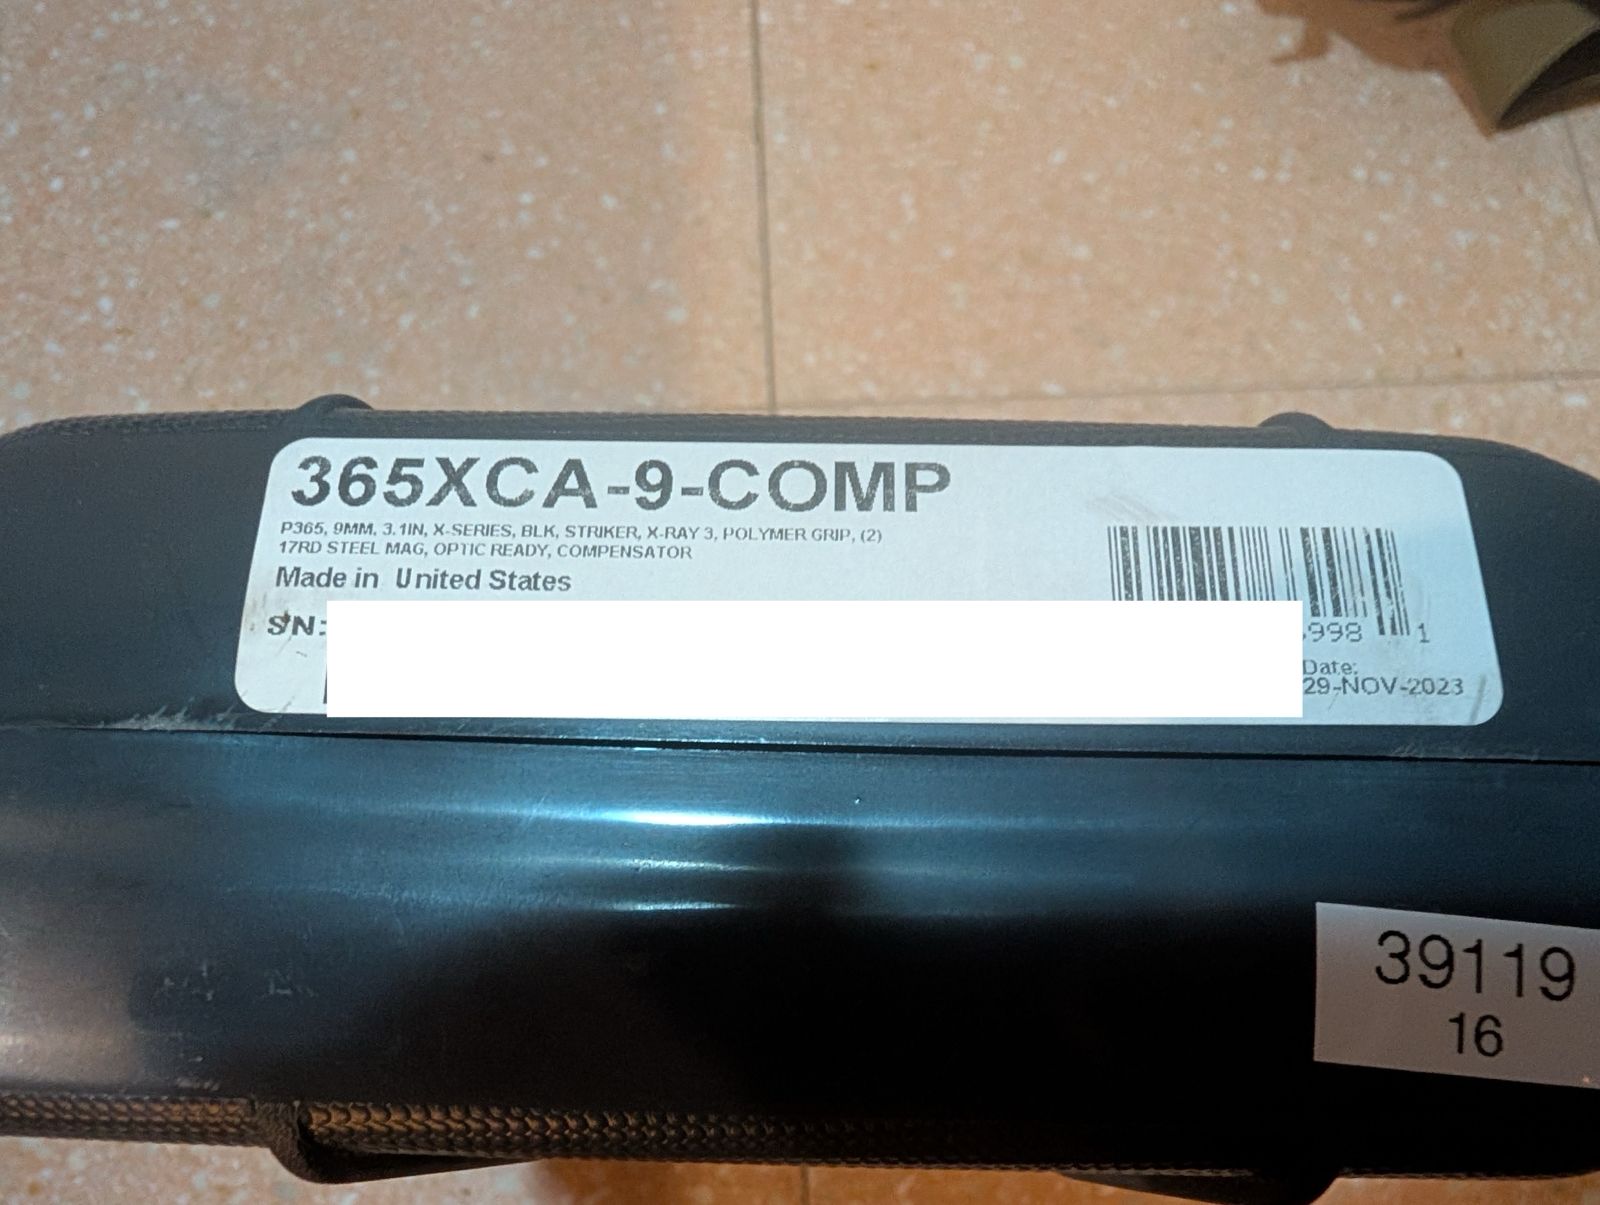 365XCA-9-COMP
P365, 9MM, 3.1IN, X-SERIES, BLK, STRIKER, X-RAY 3, POLYMER GRIP, (2)
17RD STEEL MAG, OPTIC READY, COMPENSATOR
Made in United States
S/N:
998 1
Date:
29-NOV-2023
39119
16